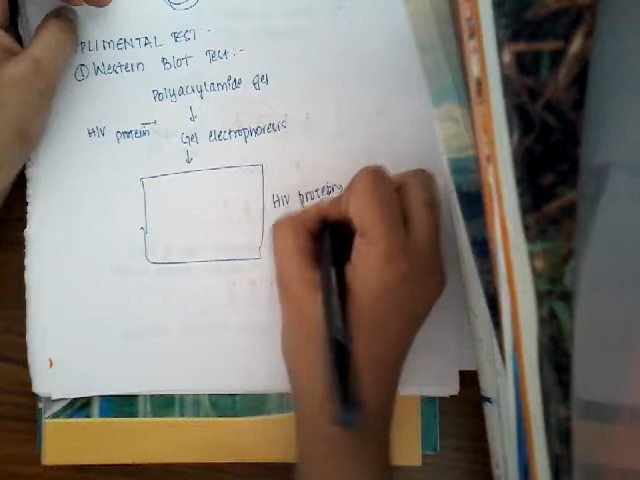 PLIMENTAL TEST:-
① Western Blot Test:-
Polyacrylamide gel
↓
HIV protein → Gel electrophoresis
↓
HIV proteins